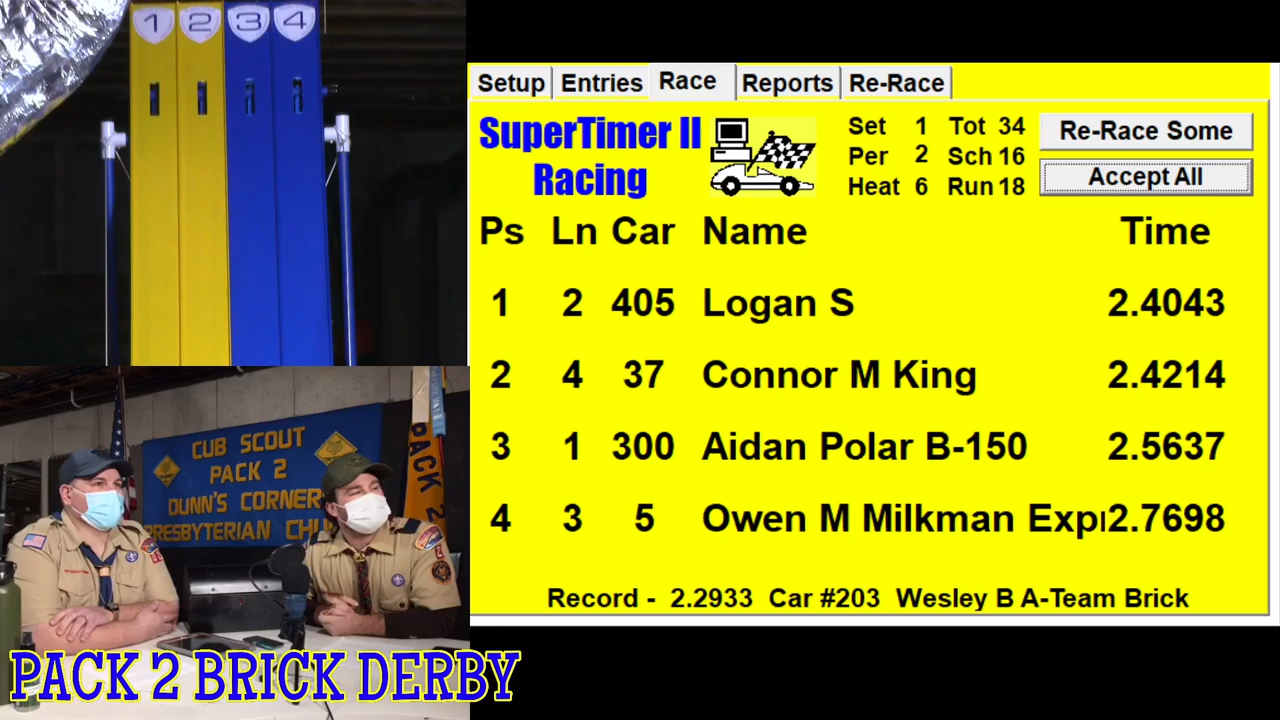 1 2 3 4
Setup Entries Race Reports Re-Race
SuperTimer II
Racing
Set 1 Tot 34
Per 2 Sch 16
Heat 6 Run 18
Re-Race Some
Accept All
Ps Ln Car Name Time
1 2 405 Logan S 2.4043
2 4 37 Connor M King 2.4214
3 1 300 Aidan Polar B-150 2.5637
4 3 5 Owen M Milkman Expr 2.7698
Record - 2.2933 Car #203 Wesley B A-Team Brick
CUB SCOUT
PACK 2
DUNN'S CORNER
PRESBYTERIAN CHU
PACK 2
PACK 2 BRICK DERBY